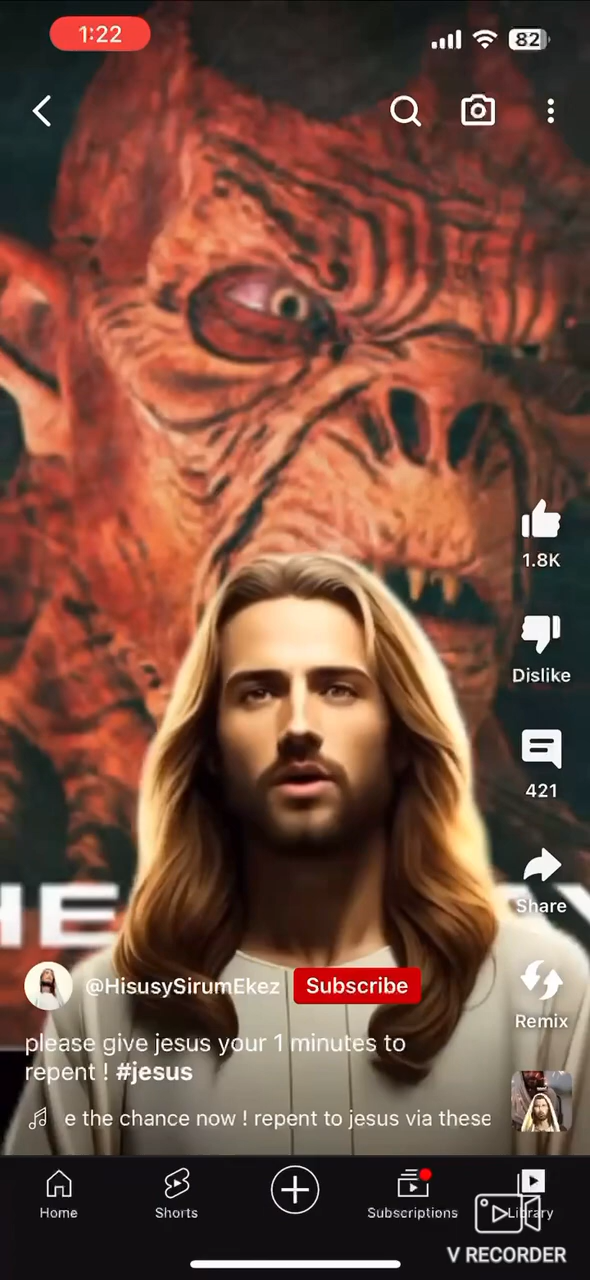 1:22
82
HE
1.8K
Dislike
421
Share
@HisusySirumEkez
Subscribe
Remix
please give jesus your 1 minutes to
repent ! #jesus
e the chance now ! repent to jesus via these
Home
Shorts
Subscriptions
Library
V RECORDER